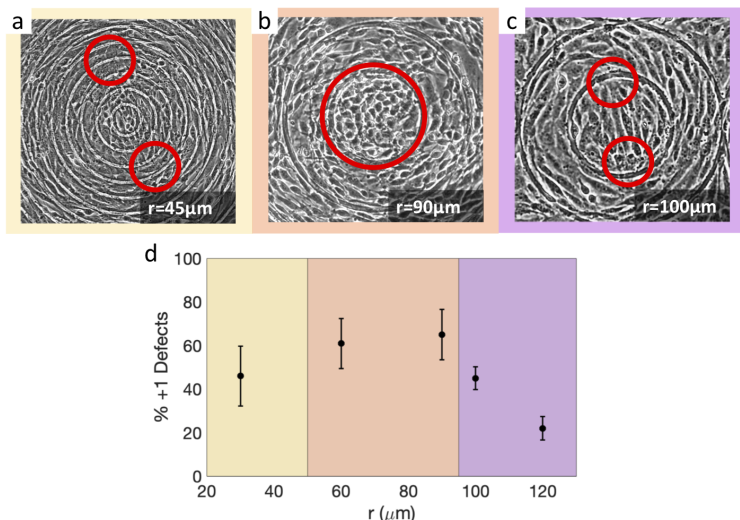 a
b
c
r=45μm
r=90μm
r=100μm
d
% +1 Defects
100
80
60
40
20
0
20 40 60 80 100 120
r (μm)